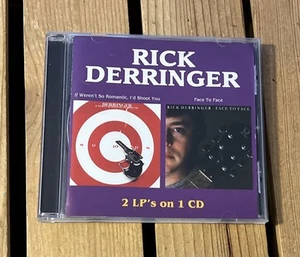 RICK
DERRINGER
If Weren't So Romantic, I'd Shoot You
Face To Face
DERRINGER
RICK DERRINGER · FACE TO FACE
2 LP's on 1 CD